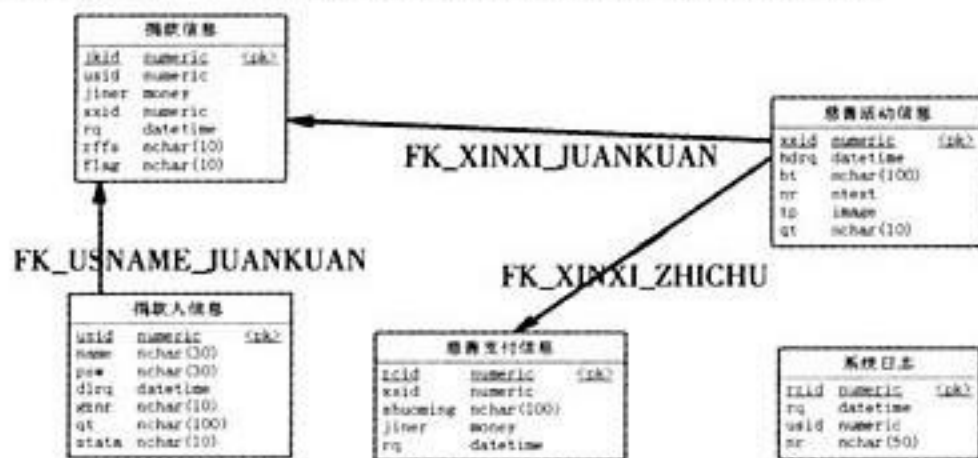 捐款信息
jkid numeric <pk>
usid numeric
jiner money
xxid numeric
rq datetime
zffs nchar(10)
flag nchar(10)
慈善活动信息
xxid numeric <pk>
hdrq datetime
bt nchar(100)
nr ntext
tp image
qt nchar(10)
FK_XINXI_JUANKUAN
FK_USNAME_JUANKUAN
FK_XINXI_ZHICHU
捐款人信息
usid numeric <pk>
name nchar(30)
psw nchar(30)
dlrq datetime
nchar(10)
qt nchar(100)
stata nchar(10)
慈善支付信息
zcid numeric <pk>
xxid numeric
shuoming nchar(100)
jiner money
rq datetime
系统日志
rzid numeric <pk>
rq datetime
usid numeric
nr nchar(50)